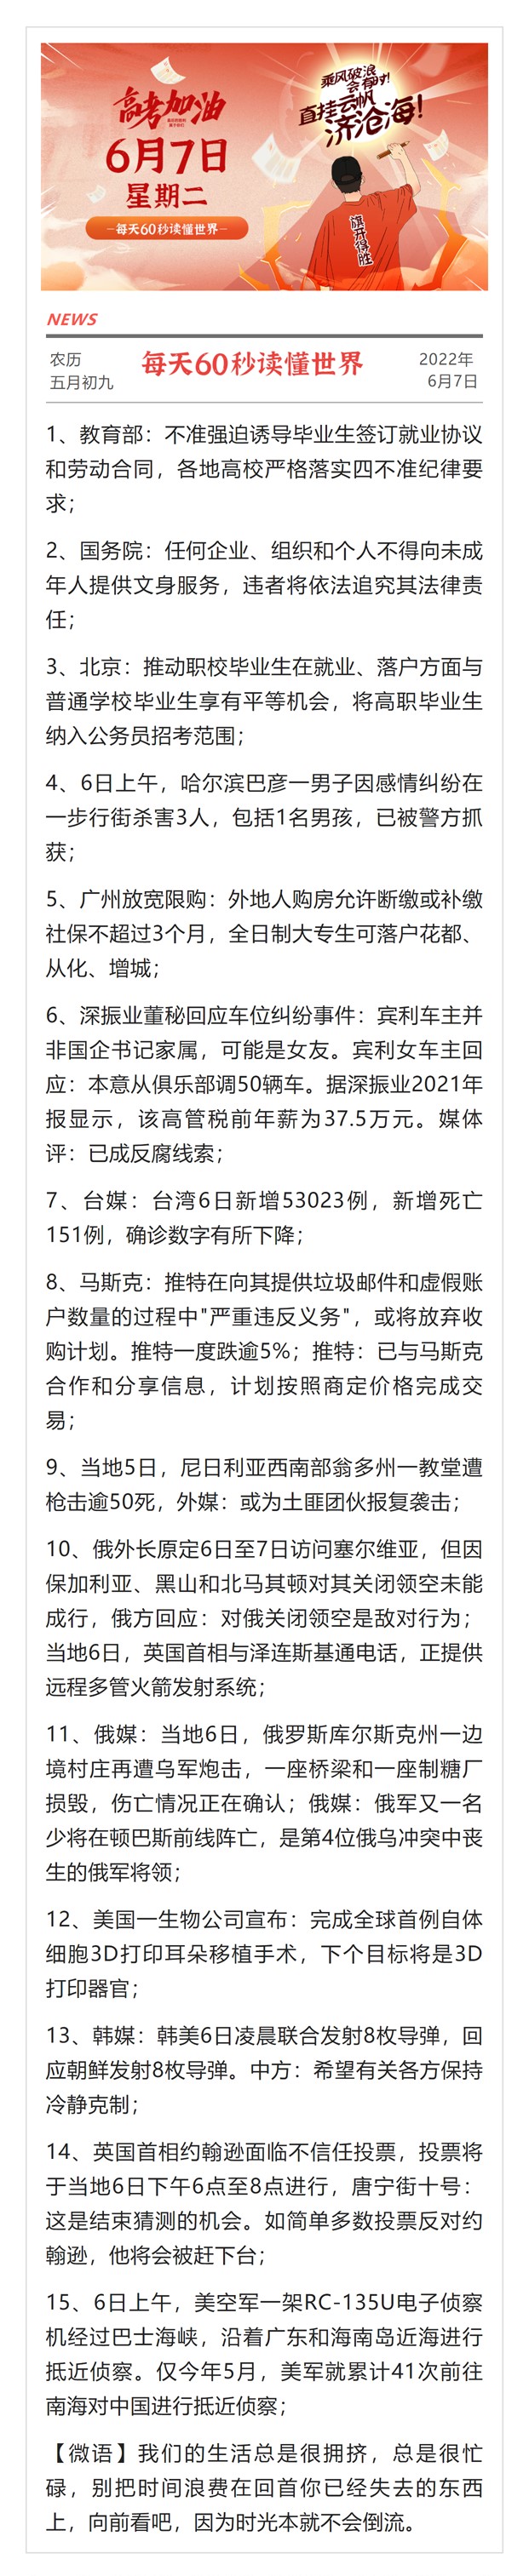 高考加油
6月7日
星期二
—每天60秒读懂世界—
乘风破浪
会有时!
直挂云帆
济沧海!
旗开得胜
NEWS
农历
五月初九
每天60秒读懂世界
2022年
6月7日
1、教育部：不准强迫诱导毕业生签订就业协议
和劳动合同，各地高校严格落实四不准纪律要
求；
2、国务院：任何企业、组织和个人不得向未成
年人提供文身服务，违者将依法追究其法律责
任；
3、北京：推动职校毕业生在就业、落户方面与
普通学校毕业生享有平等机会，将高职毕业生
纳入公务员招考范围；
4、6日上午，哈尔滨巴彦一男子因感情纠纷在
一步行街杀害3人，包括1名男孩，已被警方抓
获；
5、广州放宽限购：外地人购房允许断缴或补缴
社保不超过3个月，全日制大专生可落户花都、
从化、增城；
6、深振业董秘回应车位纠纷事件：宾利车主并
非国企书记家属，可能是女友。宾利女车主回
应：本意从俱乐部调50辆车。据深振业2021年
报显示，该高管税前年薪为37.5万元。媒体
评：已成反腐线索；
7、台媒：台湾6日新增53023例，新增死亡
151例，确诊数字有所下降；
8、马斯克：推特在向其提供垃圾邮件和虚假账
户数量的过程中"严重违反义务"，或将放弃收
购计划。推特一度跌逾5%；推特：已与马斯克
合作和分享信息，计划按照商定价格完成交
易；
9、当地5日，尼日利亚西南部翁多州一教堂遭
枪击逾50死，外媒：或为土匪团伙报复袭击；
10、俄外长原定6日至7日访问塞尔维亚，但因
保加利亚、黑山和北马其顿对其关闭领空未能
成行，俄方回应：对俄关闭领空是敌对行为；
当地6日，英国首相与泽连斯基通电话，正提供
远程多管火箭发射系统；
11、俄媒：当地6日，俄罗斯库尔斯克州一边
境村庄再遭乌军炮击，一座桥梁和一座制糖厂
损毁，伤亡情况正在确认；俄媒：俄军又一名
少将在顿巴斯前线阵亡，是第4位俄乌冲突中丧
生的俄军将领；
12、美国一生物公司宣布：完成全球首例自体
细胞3D打印耳朵移植手术，下个目标将是3D
打印器官；
13、韩媒：韩美6日凌晨联合发射8枚导弹，回
应朝鲜发射8枚导弹。中方：希望有关各方保持
冷静克制；
14、英国首相约翰逊面临不信任投票，投票将
于当地6日下午6点至8点进行，唐宁街十号：
这是结束猜测的机会。如简单多数投票反对约
翰逊，他将会被赶下台；
15、6日上午，美空军一架RC-135U电子侦察
机经过巴士海峡，沿着广东和海南岛近海进行
抵近侦察。仅今年5月，美军就累计41次前往
南海对中国进行抵近侦察；
【微语】我们的生活总是很拥挤，总是很忙
碌，别把时间浪费在回首你已经失去的东西
上，向前看吧，因为时光本就不会倒流。